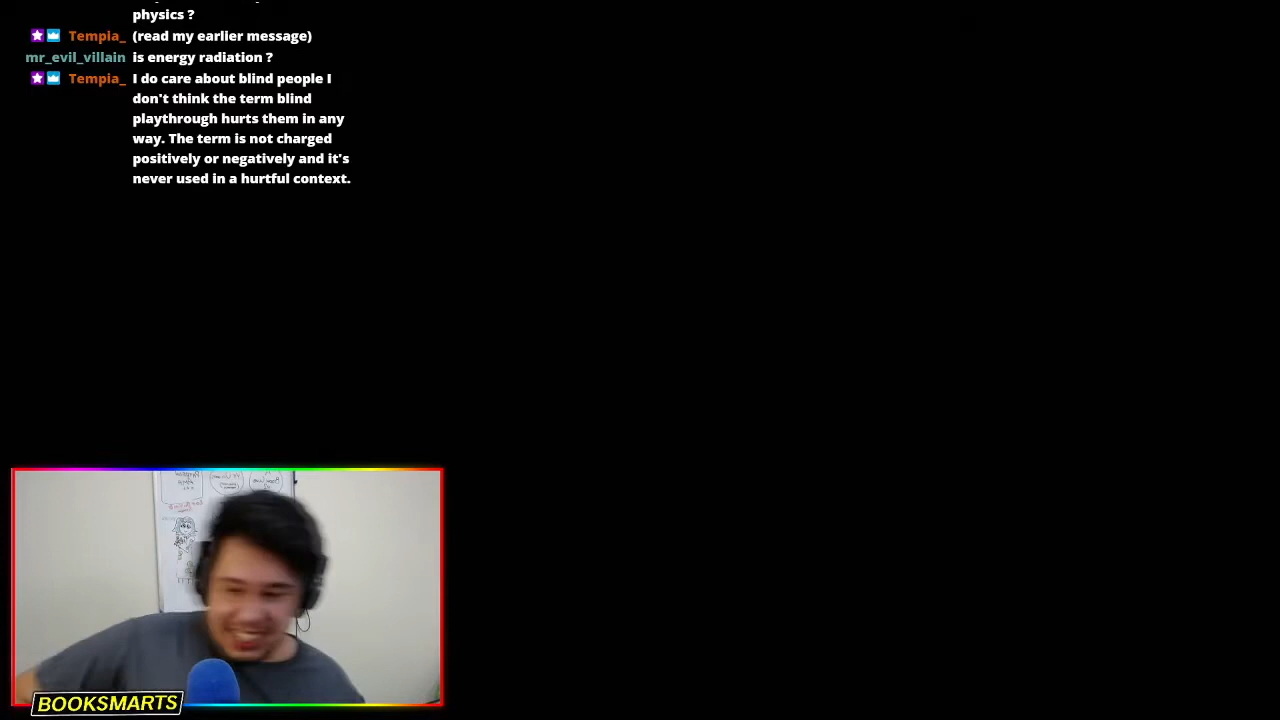 physics ?
Tempia_ (read my earlier message)
mr_evil_villain is energy radiation ?
Tempia_ I do care about blind people I
don't think the term blind
playthrough hurts them in any
way. The term is not charged
positively or negatively and it's
never used in a hurtful context.
BOOKSMARTS